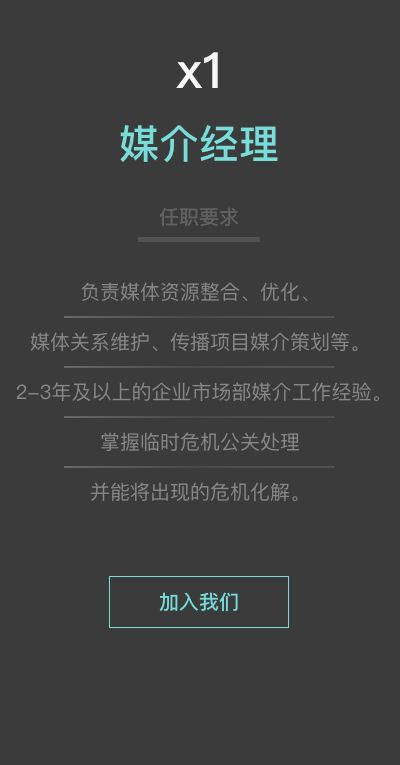 x1
媒介经理
任职要求
负责媒体资源整合、优化、
媒体关系维护、传播项目媒介策划等。
2-3年及以上的企业市场部媒介工作经验。
掌握临时危机公关处理
并能将出现的危机化解。
加入我们